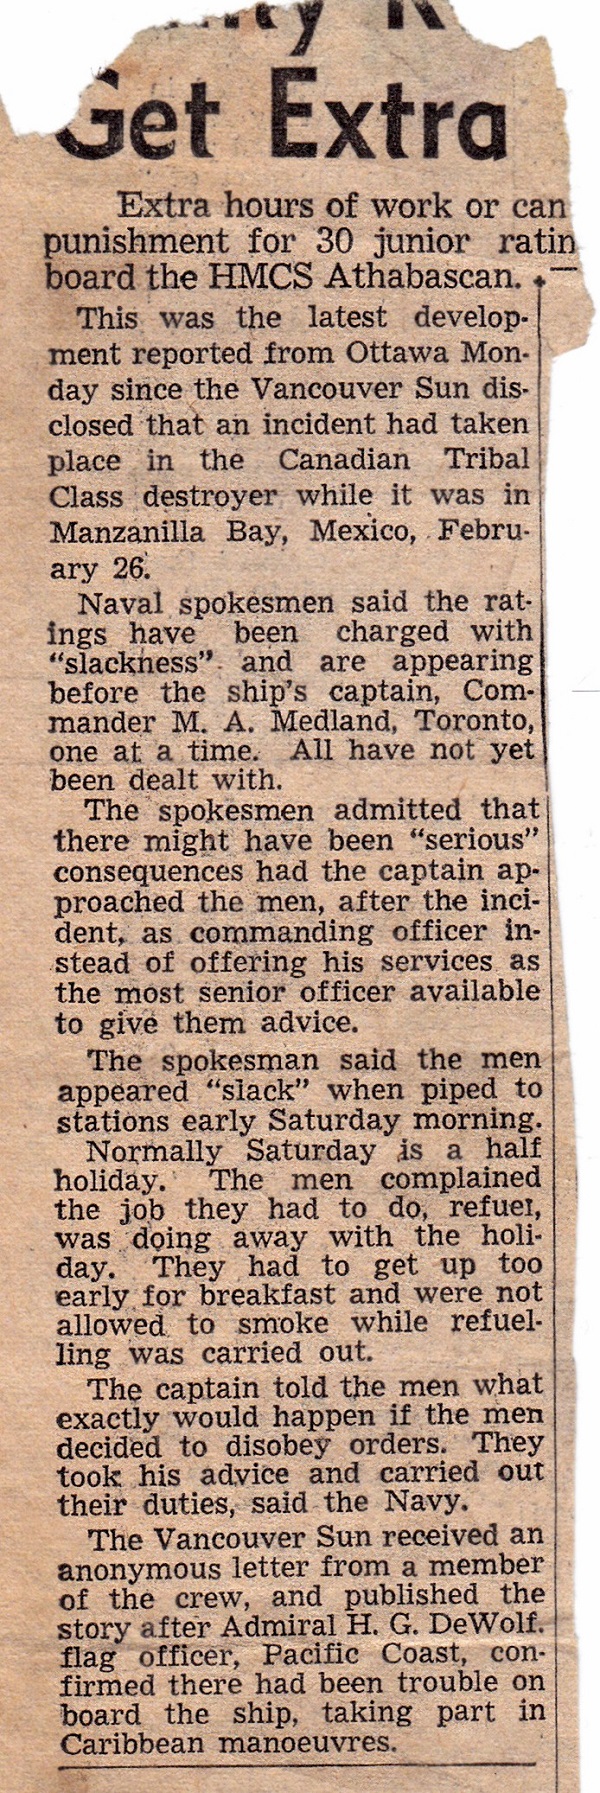 Get Extra
Extra hours of work or can
punishment for 30 junior ratin
board the HMCS Athabascan.
This was the latest develop-
ment reported from Ottawa Mon-
day since the Vancouver Sun dis-
closed that an incident had taken
place in the Canadian Tribal
Class destroyer while it was in
Manzanilla Bay, Mexico, Febru-
ary 26.
Naval spokesmen said the rat-
ings have been charged with
“slackness” and are appearing
before the ship’s captain, Com-
mander M. A. Medland, Toronto,
one at a time. All have not yet
been dealt with.
The spokesmen admitted that
there might have been “serious”
consequences had the captain ap-
proached the men, after the inci-
dent, as commanding officer in-
stead of offering his services as
the most senior officer available
to give them advice.
The spokesman said the men
appeared “slack” when piped to
stations early Saturday morning.
Normally Saturday is a half
holiday. The men complained
the job they had to do, refuel,
was doing away with the holi-
day. They had to get up too
early for breakfast and were not
allowed to smoke while refuel-
ling was carried out.
The captain told the men what
exactly would happen if the men
decided to disobey orders. They
took his advice and carried out
their duties, said the Navy.
The Vancouver Sun received an
anonymous letter from a member
of the crew, and published the
story after Admiral H. G. DeWolf,
flag officer, Pacific Coast, con-
firmed there had been trouble on
board the ship, taking part in
Caribbean manoeuvres.